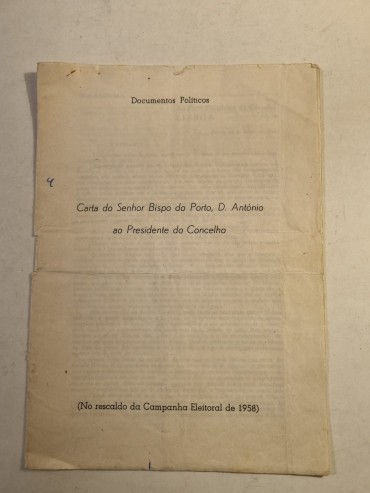 Documentos Políticos
Carta do Senhor Bispo do Porto, D. António
ao Presidente do Concelho
(No rescaldo da Campanha Eleitoral de 1958)